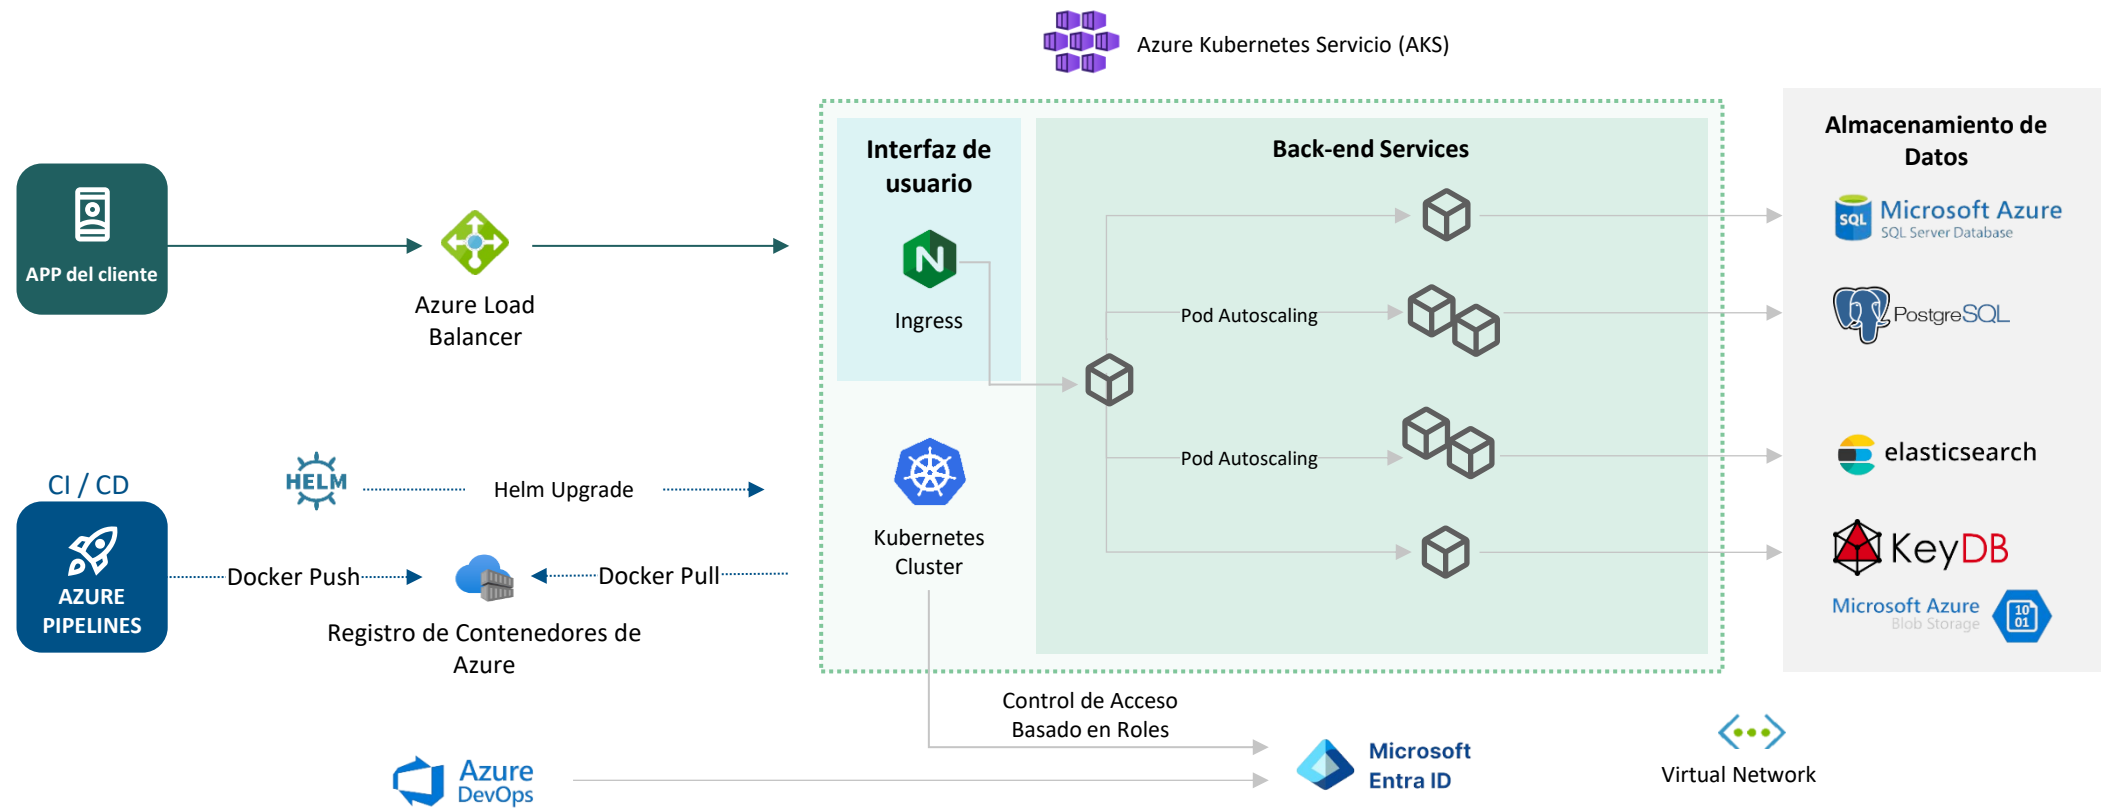 Azure Kubernetes Servicio (AKS)
APP del cliente
Azure Load
Balancer
Interfaz de
usuario
N
Ingress
Back-end Services
Pod Autoscaling
Pod Autoscaling
Almacenamiento de
Datos
SQL
Microsoft Azure
SQL Server Database
PostgreSQL
elasticsearch
KeyDB
Microsoft Azure
Blob Storage
10
01
CI / CD
AZURE
PIPELINES
HELM
Helm Upgrade
Docker Push
Docker Pull
Registro de Contenedores de
Azure
Kubernetes
Cluster
Control de Acceso
Basado en Roles
Azure
DevOps
Microsoft
Entra ID
Virtual Network